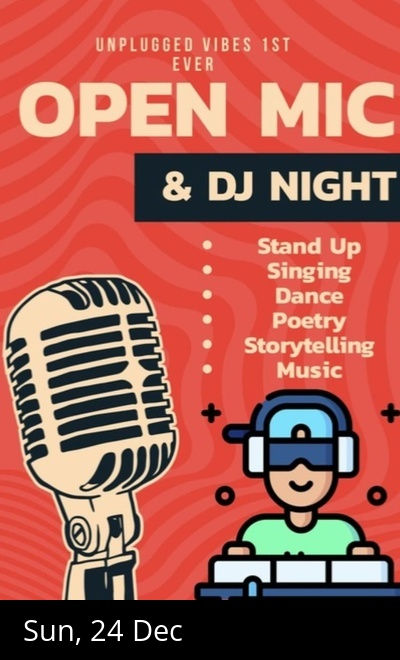 UNPLUGGED VIBES 1ST
EVER
OPEN MIC
& DJ NIGHT
• Stand Up
• Singing
• Dance
• Poetry
• Storytelling
• Music
Sun, 24 Dec